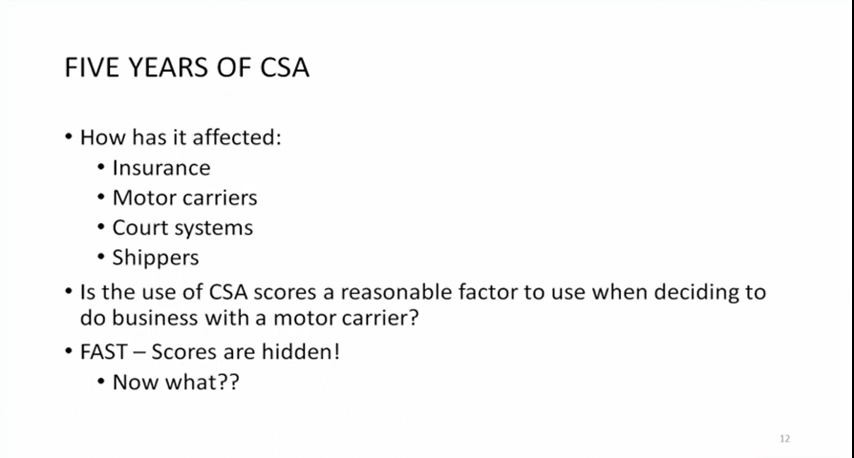 FIVE YEARS OF CSA
• How has it affected:
• Insurance
• Motor carriers
• Court systems
• Shippers
• Is the use of CSA scores a reasonable factor to use when deciding to
do business with a motor carrier?
• FAST – Scores are hidden!
• Now what??
12